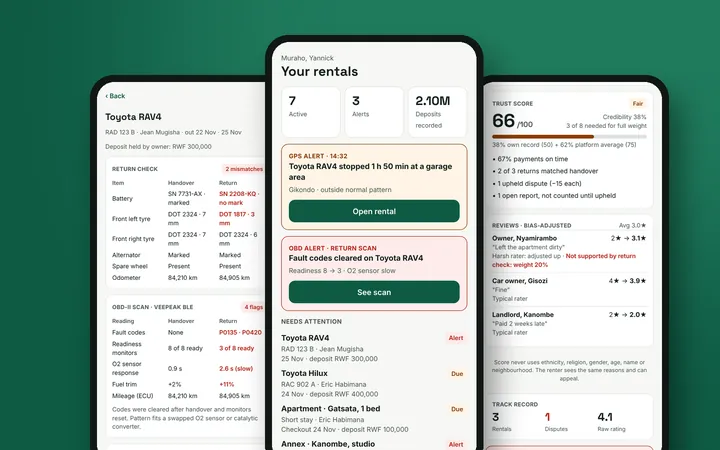 ‹ Back
Toyota RAV4
RAD 123 B · Jean Mugisha · out 22 Nov · 25 Nov
Deposit held by owner: RWF 300,000
RETURN CHECK
2 mismatches
Item Handover Return
Battery SN 7731-AX · marked SN 2208-KQ · no mark
Front left tyre DOT 2324 · 7 mm DOT 1817 · 3 mm
Front right tyre DOT 2324 · 7 mm DOT 2324 · 6 mm
Alternator Marked Marked
Spare wheel Present Present
Odometer 84,210 km 84,905 km
OBD-II SCAN · VEEPEAK BLE
4 flags
Reading Handover Return
Fault codes None P0135 · P0420
Readiness monitors 8 of 8 ready 3 of 8 ready
O2 sensor response 0.9 s 2.6 s (slow)
Fuel trim +2% +11%
Mileage (ECU) 84,210 km 84,905 km
Codes were cleared after handover and monitors
reset. Pattern fits a swapped O2 sensor or catalytic
converter.
Muraho, Yannick
Your rentals
7
Active
3
Alerts
2.10M
Deposits
recorded
GPS ALERT · 14:32
Toyota RAV4 stopped 1 h 50 min at a garage
area
Gikondo · outside normal pattern
Open rental
OBD ALERT · RETURN SCAN
Fault codes cleared on Toyota RAV4
Readiness 8 → 3 · O2 sensor slow
See scan
NEEDS ATTENTION
Toyota RAV4
Alert
RAD 123 B · Jean Mugisha
25 Nov · deposit RWF 300,000
Toyota Hilux
Due
RAC 902 A · Eric Habimana
24 Nov · deposit RWF 400,000
Apartment · Gatsata, 1 bed
Due
Short stay · Eric Habimana
Checkout 24 Nov · deposit RWF 100,000
Annex · Kanombe, studio
Alert
TRUST SCORE
Fair
66 /100
Credibility 38%
3 of 8 needed for full weight
38% own record (50) + 62% platform average (75)
• 67% payments on time
• 2 of 3 returns matched handover
• 1 upheld dispute (−15 each)
• 1 open report, not counted until upheld
REVIEWS · BIAS-ADJUSTED
Avg 3.0★
Owner, Nyamirambo
2★ → 3.1★
"Left the apartment dirty"
Harsh rater: adjusted up · Not supported by return
check: weight 20%
Car owner, Gisozi
4★ → 3.9★
"Fine"
Typical rater
Landlord, Kanombe
2★ → 2.0★
"Paid 2 weeks late"
Typical rater
Score never uses ethnicity, religion, gender, age, name or
neighbourhood. The renter sees the same reasons and can
appeal.
TRACK RECORD
3
Rentals
1
Disputes
4.1
Raw rating